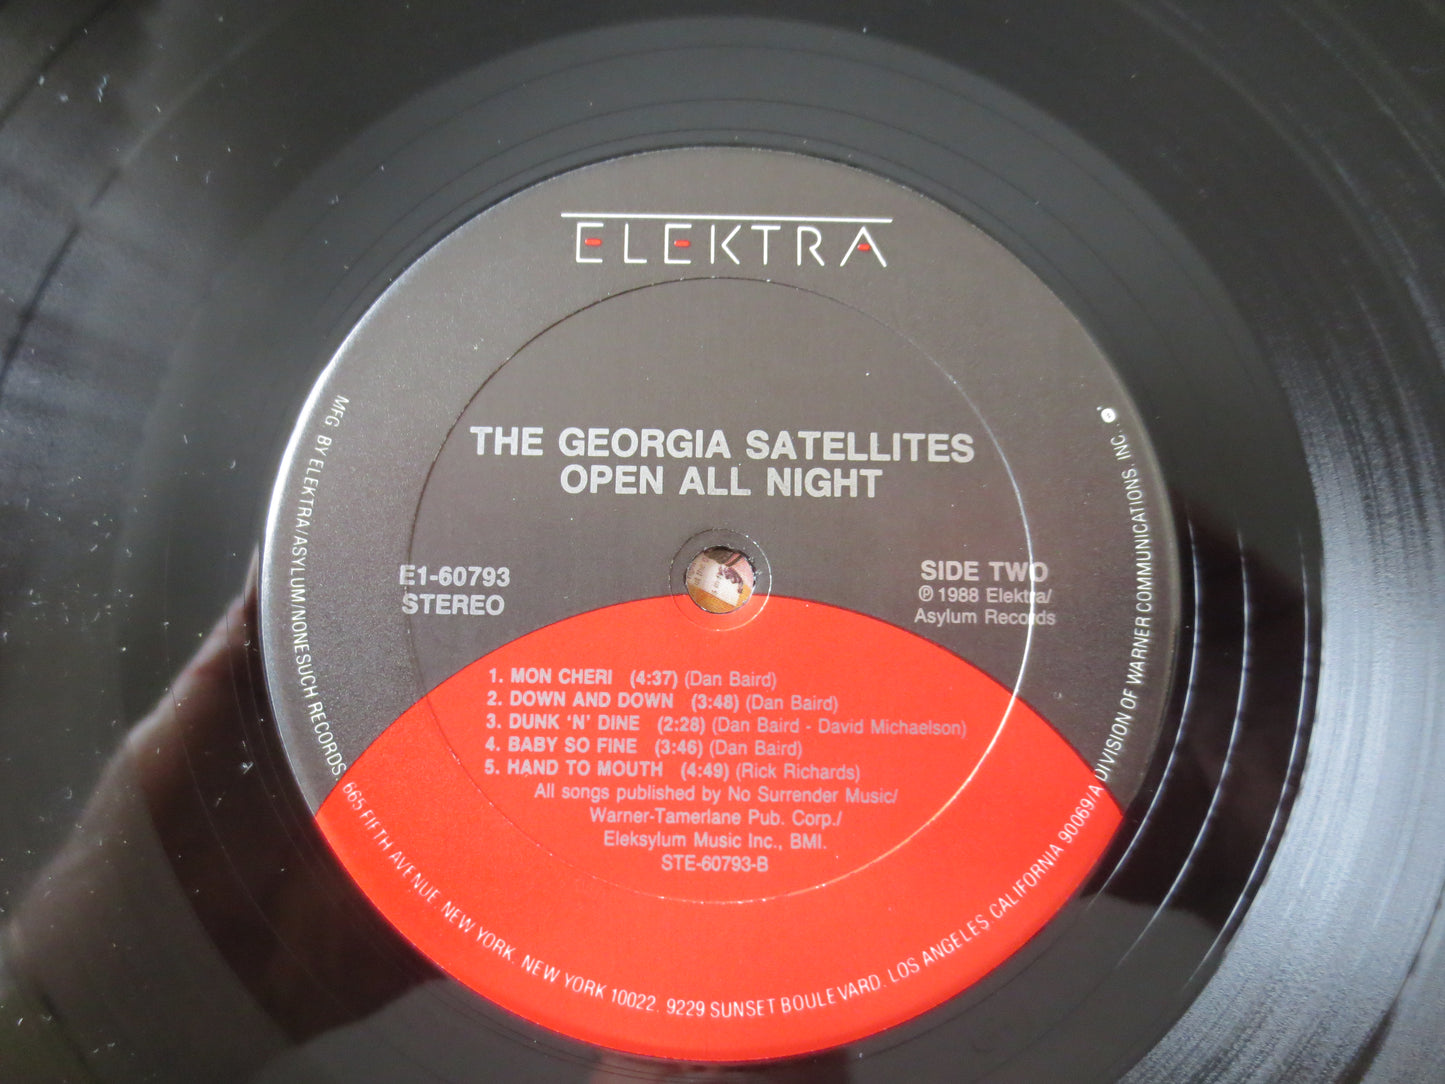 ELEKTRA
THE GEORGIA SATELLITES
OPEN ALL NIGHT
E1-60793
STEREO
SIDE TWO
℗ 1988 Elektra/
Asylum Records
1. MON CHERI (4:37) (Dan Baird)
2. DOWN AND DOWN (3:48) (Dan Baird)
3. DUNK 'N' DINE (2:28) (Dan Baird - David Michaelson)
4. BABY SO FINE (3:46) (Dan Baird)
5. HAND TO MOUTH (4:49) (Rick Richards)
All songs published by No Surrender Music/
Warner-Tamerlane Pub. Corp./
Eleksylum Music Inc., BMI.
STE-60793-B
MFG BY ELEKTRA/ASYLUM/NONESUCH RECORDS, 665 FIFTH AVENUE, NEW YORK, NEW YORK 10022. 9229 SUNSET BOULEVARD, LOS ANGELES, CALIFORNIA 90069/A DIVISION OF WARNER COMMUNICATIONS, INC.